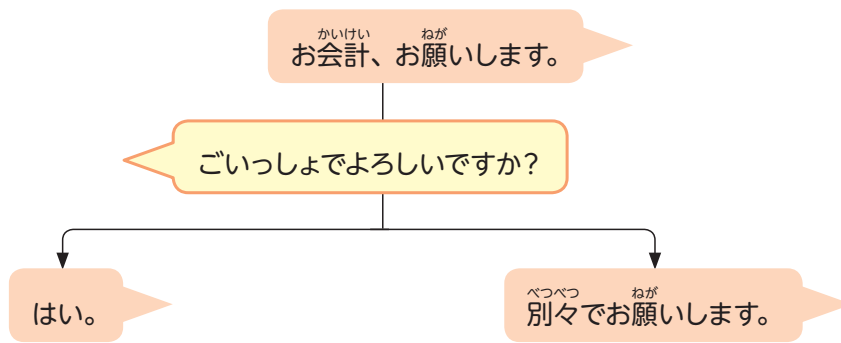 かいけい ねが
お会計、お願いします。
ごいっしょでよろしいですか?
はい。
べつべつ ねが
別々でお願いします。